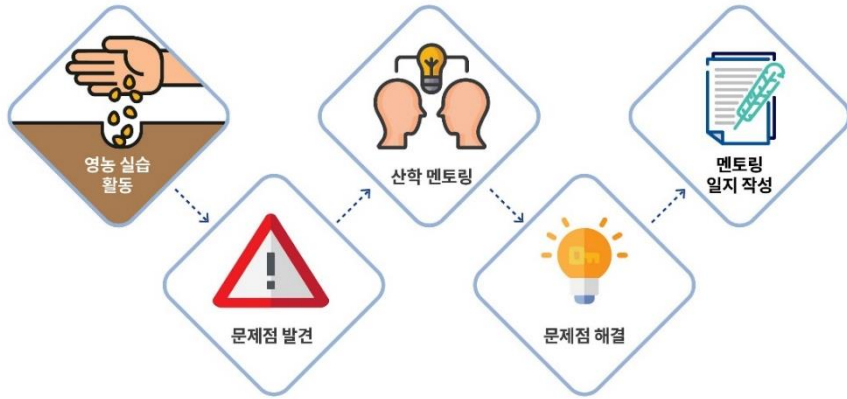 영농 실습
활동
문제점 발견
산학 멘토링
문제점 해결
멘토링
일지 작성